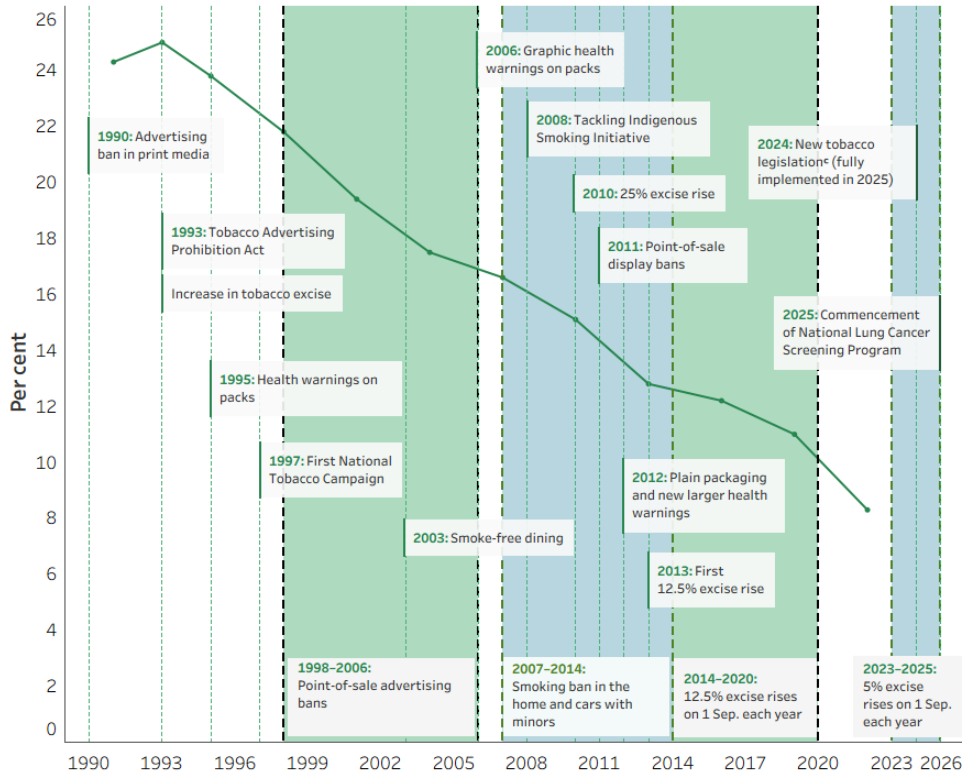 26
24
22
20
18
16
14
12
10
8
6
4
2
0
Per cent
2006: Graphic health
warnings on packs
1990: Advertising
ban in print media
2008: Tackling Indigenous
Smoking Initiative
2024: New tobacco
legislationᶜ (fully
implemented in 2025)
2010: 25% excise rise
1993: Tobacco Advertising
Prohibition Act
Increase in tobacco excise
2011: Point-of-sale
display bans
2025: Commencement
of National Lung Cancer
Screening Program
1995: Health warnings on
packs
1997: First National
Tobacco Campaign
2012: Plain packaging
and new larger health
warnings
2003: Smoke-free dining
2013: First
12.5% excise rise
1998–2006:
Point-of-sale advertising
bans
2007–2014:
Smoking ban in the
home and cars with
minors
2014–2020:
12.5% excise rises
on 1 Sep. each year
2023–2025:
5% excise
rises on 1 Sep.
each year
1990 1993 1996 1999 2002 2005 2008 2011 2014 2017 2020 2023 2026